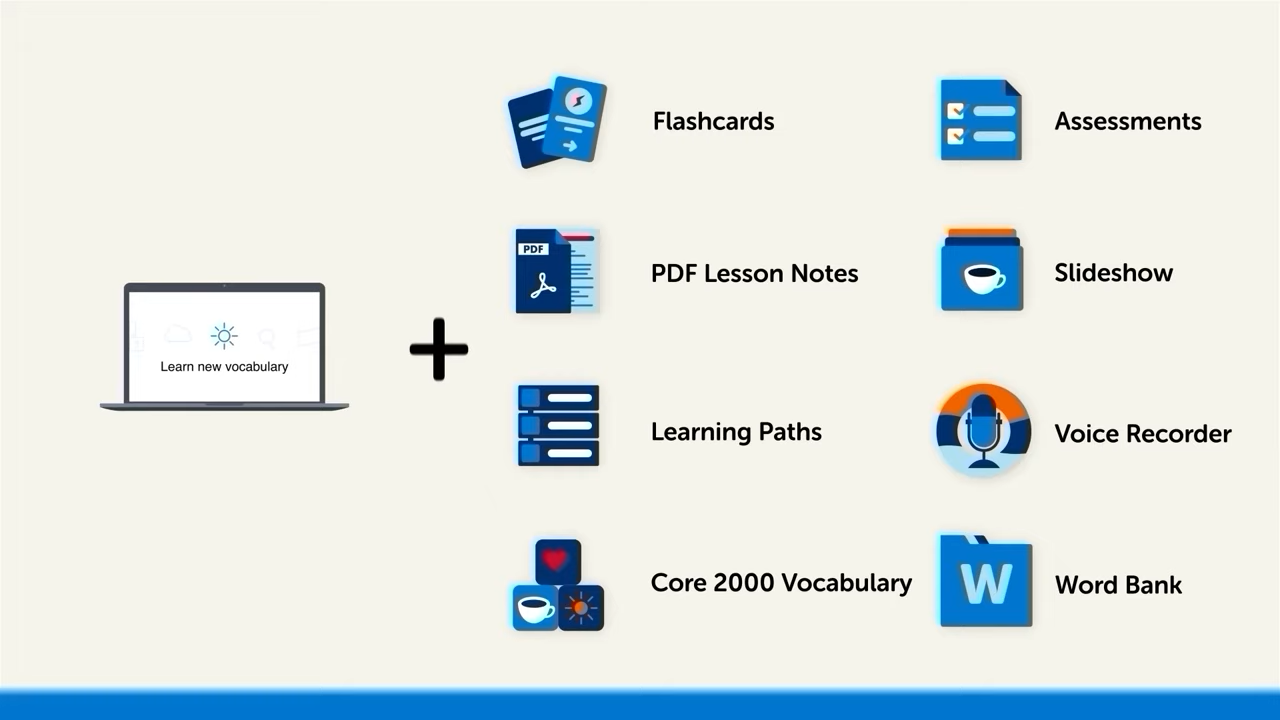 Flashcards
Assessments
PDF
PDF Lesson Notes
Slideshow
Learn new vocabulary
Learning Paths
Voice Recorder
Core 2000 Vocabulary
W
Word Bank